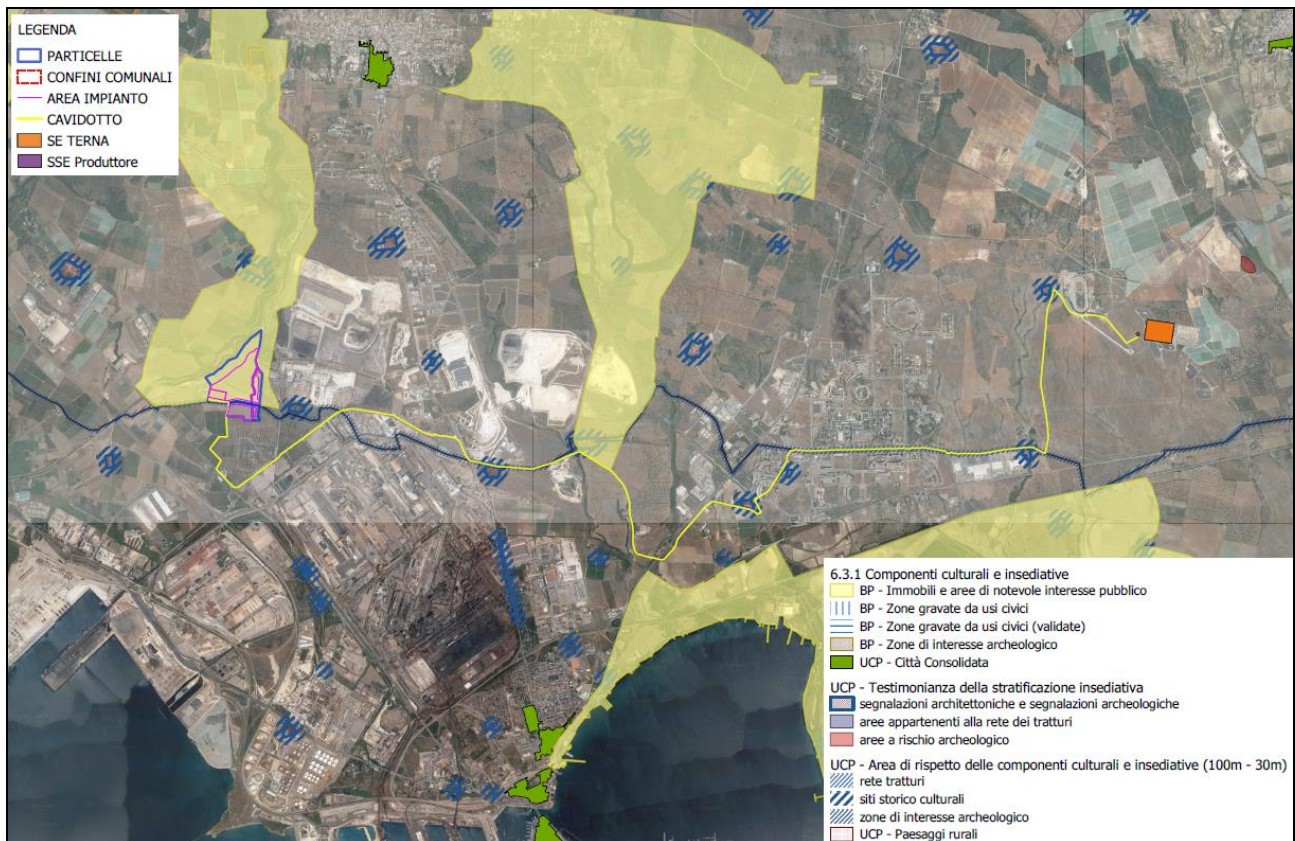 LEGENDA
PARTICELLE
CONFINI COMUNALI
AREA IMPIANTO
CAVIDOTTO
SE TERNA
SSE Produttore
6.3.1 Componenti culturali e insediative
BP - Immobili e aree di notevole interesse pubblico
BP - Zone gravate da usi civici
BP - Zone gravate da usi civici (validate)
BP - Zone di interesse archeologico
UCP - Città Consolidata
UCP - Testimonianza della stratificazione insediativa
segnalazioni architettoniche e segnalazioni archeologiche
aree appartenenti alla rete dei tratturi
aree a rischio archeologico
UCP - Area di rispetto delle componenti culturali e insediative (100m - 30m)
rete tratturi
siti storico culturali
zone di interesse archeologico
UCP - Paesaggi rurali